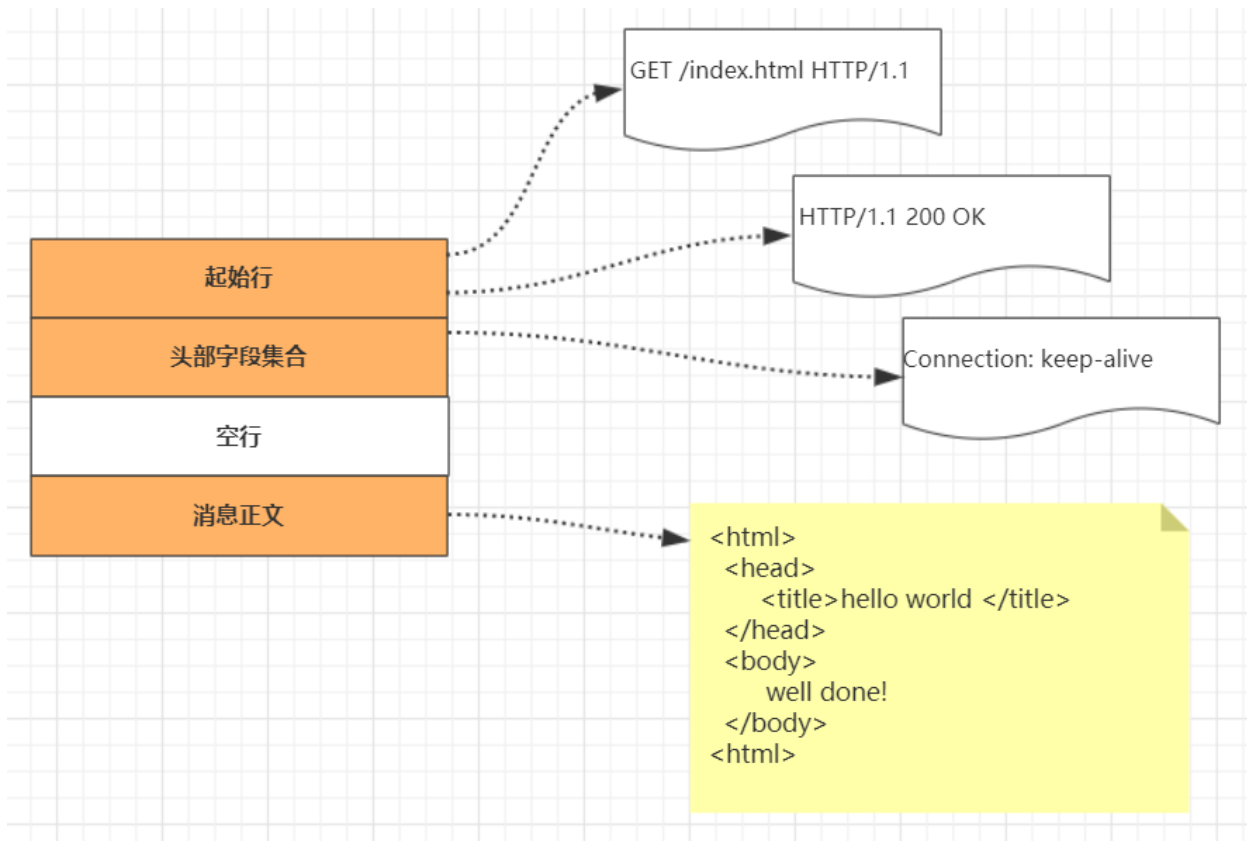 GET /index.html HTTP/1.1
HTTP/1.1 200 OK
起始行
头部字段集合
Connection: keep-alive
空行
消息正文
<html>
<head>
<title>hello world </title>
</head>
<body>
well done!
</body>
<html>